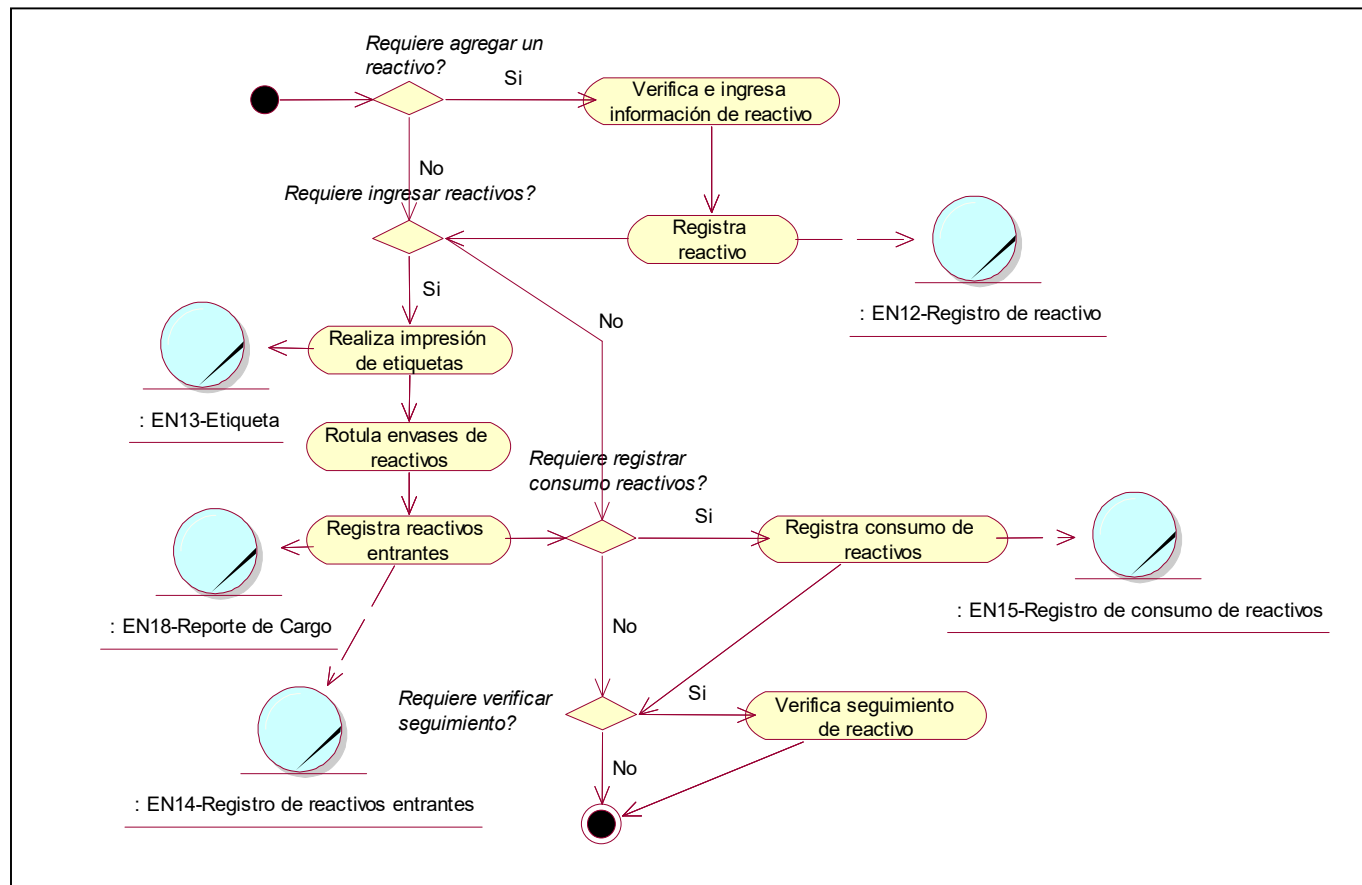 Requiere agregar un
reactivo?
Si
Verifica e ingresa
información de reactivo
No
Requiere ingresar reactivos?
Registra
reactivo
: EN12-Registro de reactivo
Si
No
Realiza impresión
de etiquetas
: EN13-Etiqueta
Rotula envases de
reactivos
Requiere registrar
consumo reactivos?
Registra reactivos
entrantes
Si
Registra consumo de
reactivos
: EN18-Reporte de Cargo
: EN15-Registro de consumo de reactivos
No
Requiere verificar
seguimiento?
Si
Verifica seguimiento
de reactivo
No
: EN14-Registro de reactivos entrantes